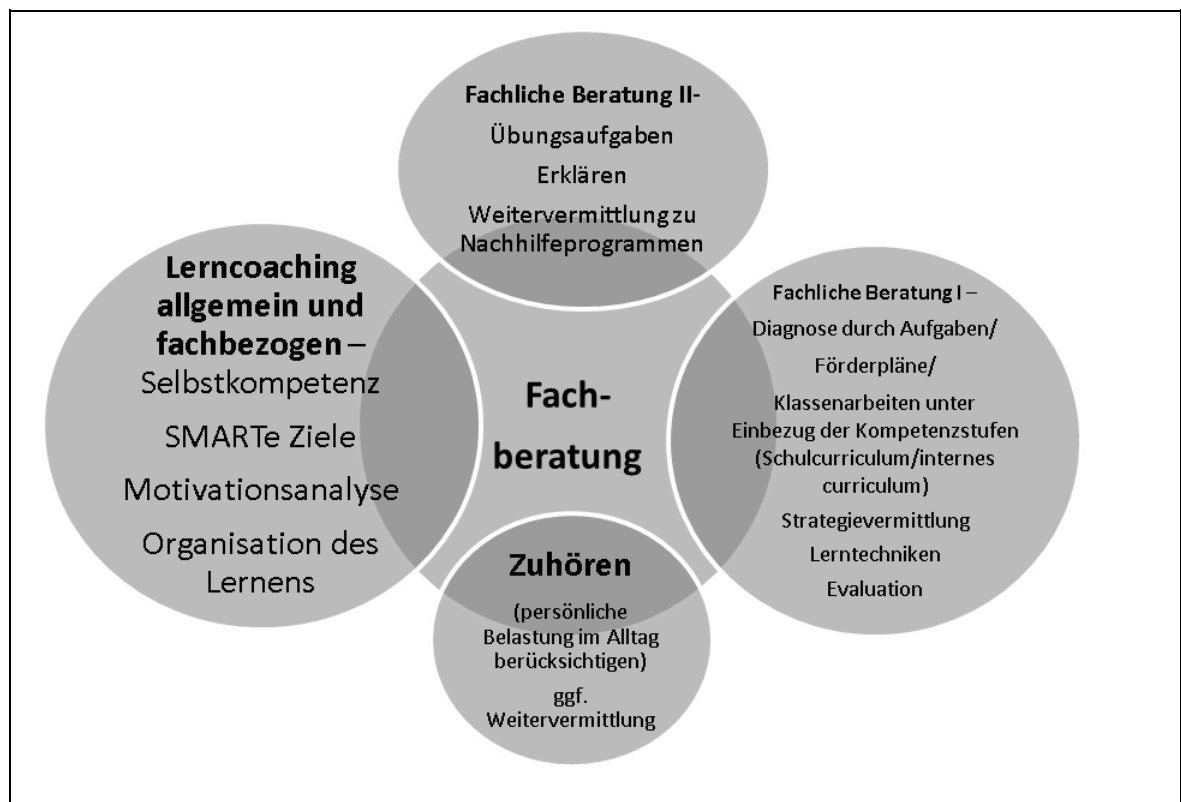 Fachliche Beratung II-
Übungsaufgaben
Erklären
Weitervermittlung zu
Nachhilfeprogrammen
Lerncoaching
allgemein und
fachbezogen –
Selbstkompetenz
SMARTe Ziele
Motivationsanalyse
Organisation des
Lernens
Fach-
beratung
Fachliche Beratung I –
Diagnose durch Aufgaben/
Förderpläne/
Klassenarbeiten unter
Einbezug der Kompetenzstufen
(Schulcurriculum/internes
curriculum)
Strategievermittlung
Lerntechniken
Evaluation
Zuhören
(persönliche
Belastung im Alltag
berücksichtigen)
ggf.
Weitervermittlung